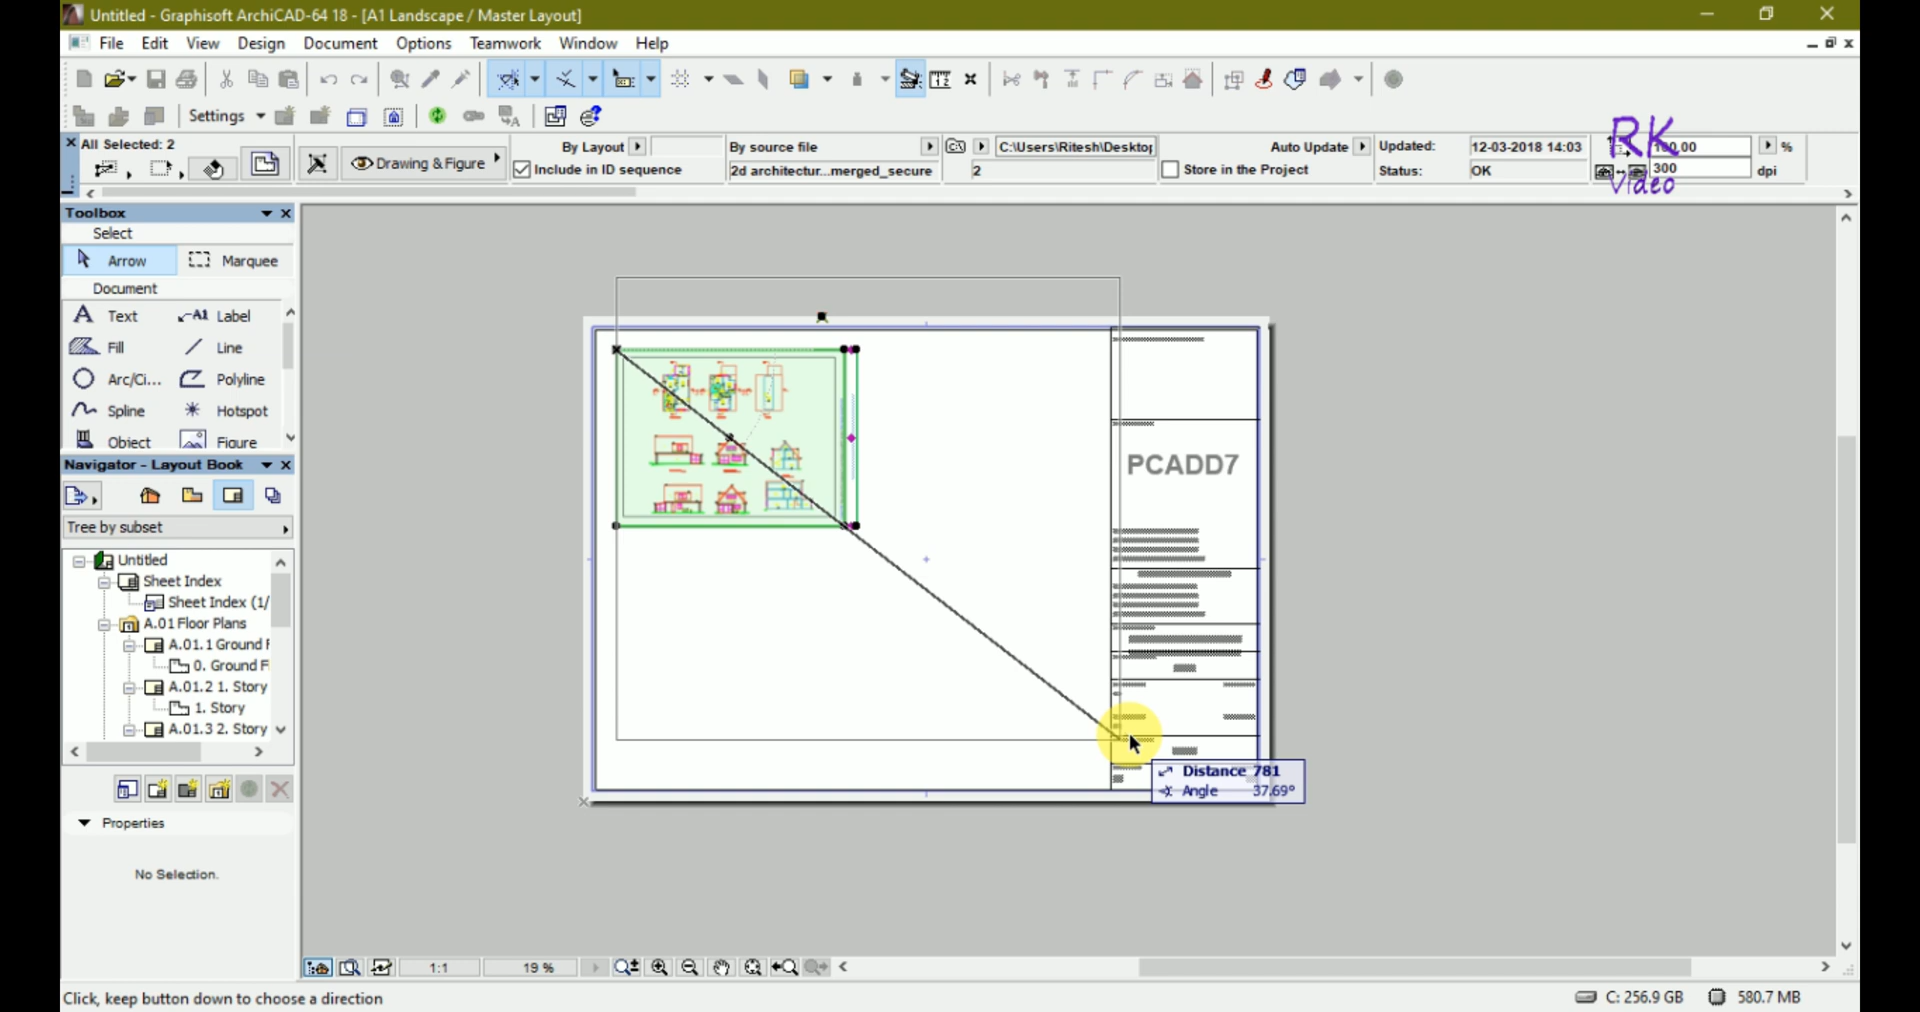 Untitled - Graphisoft ArchiCAD-64 18 - [A1 Landscape / Master Layout]
File Edit View Design Document Options Teamwork Window Help
Settings
All Selected: 2
Drawing & Figure
By Layout
Include in ID sequence
By source file
2d architectur...merged_secure
C:\Users\Ritesh\Desktop
2
Auto Update
Store in the Project
Updated: 12-03-2018 14:03
Status: OK
100,00 %
300 dpi
RK
Video
Toolbox
Select
Arrow Marquee
Document
Text Label
Fill Line
Arc/Ci... Polyline
Spline Hotspot
Object Figure
Navigator - Layout Book
Tree by subset
Untitled
Sheet Index
Sheet Index (1/
A.01 Floor Plans
A.01.1 Ground F
0. Ground F
A.01.2 1. Story
1. Story
A.01.3 2. Story
Properties
No Selection.
PCADD7
Distance 781
Angle 37.69°
1:1
19 %
Click, keep button down to choose a direction
C: 256.9 GB
580.7 MB